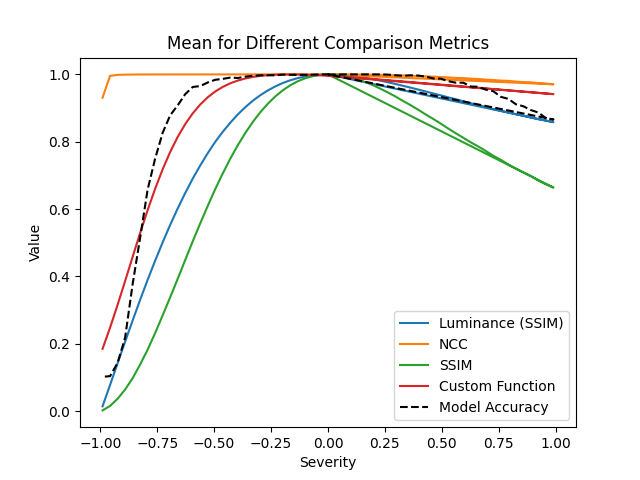 Mean for Different Comparison Metrics
1.0
0.8
0.6
0.4
0.2
0.0
Value
Luminance (SSIM)
NCC
SSIM
Custom Function
Model Accuracy
−1.00 −0.75 −0.50 −0.25 0.00 0.25 0.50 0.75 1.00
Severity